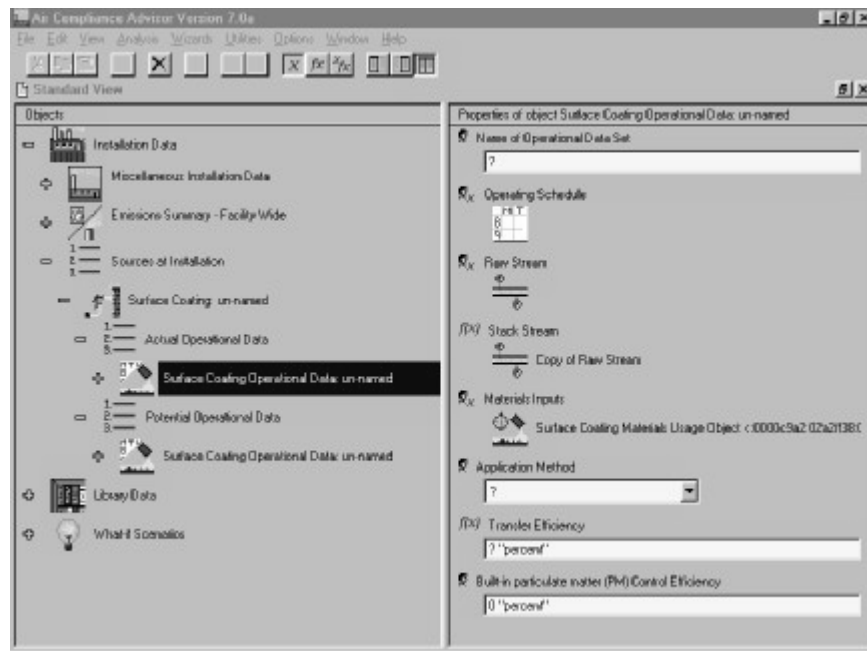 Air Compliance Advisor Version 7.0a
File Edit View Analysis Wizards Utilities Options Window Help
Standard View
Objects
Installation Data
Miscellaneous Installation Data
Emissions Summary - Facility Wide
Sources at Installation
Surface Coating: un-named
Actual Operational Data
Surface Coating Operational Data: un-named
Potential Operational Data
Surface Coating Operational Data: un-named
Library Data
What-if Scenarios
Properties of object Surface Coating Operational Data: un-named
Name of Operational Data Set
?
Operating Schedule
Raw Stream
Stack Stream
Copy of Raw Stream
Materials Inputs
Surface Coating Materials Usage Object
Application Method
?
Transfer Efficiency
? "percent"
Built-in particulate matter (PM) Control Efficiency
0 "percent"